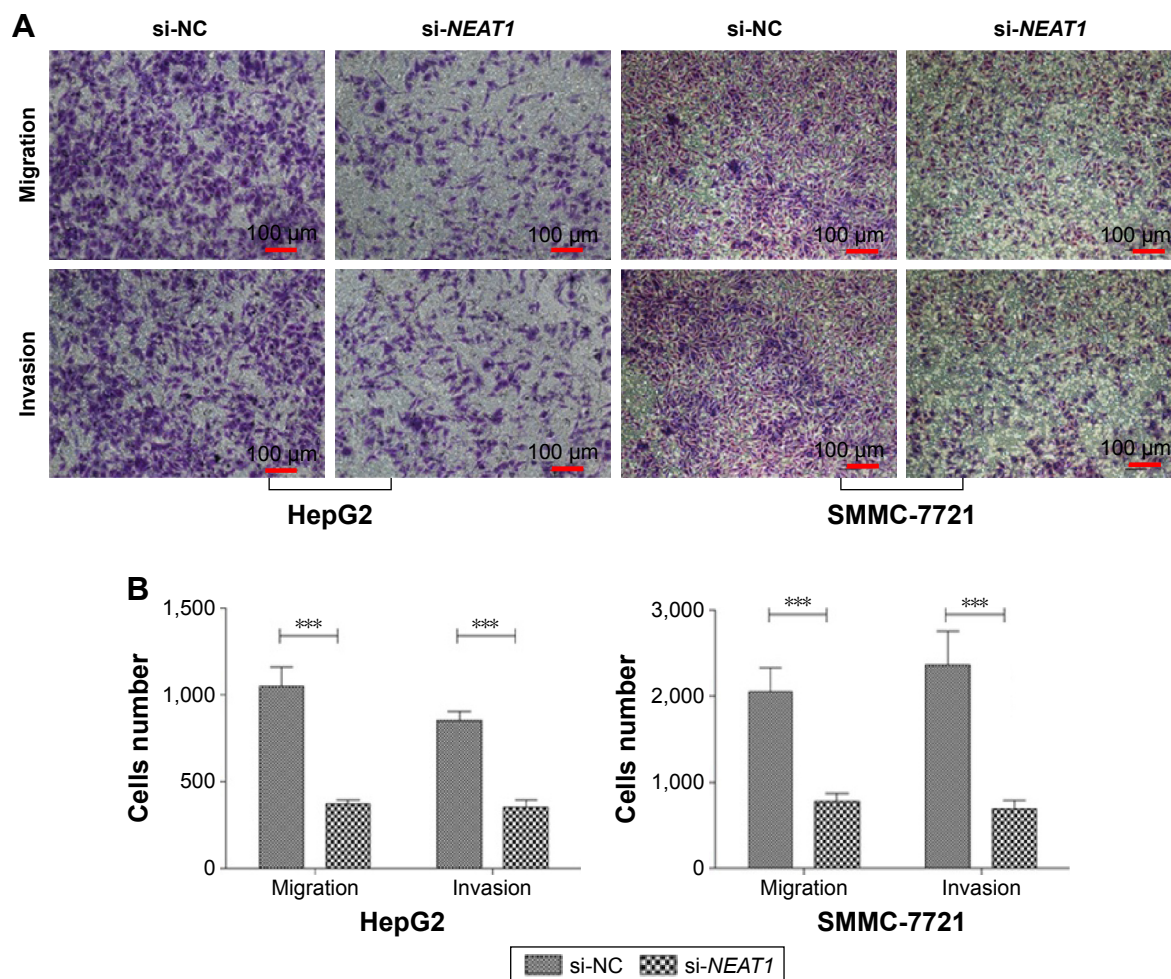 A
si-NC si-NEAT1 si-NC si-NEAT1
Migration
100 µm 100 µm 100 µm 100 µm
Invasion
100 µm 100 µm 100 µm 100 µm
HepG2 SMMC-7721
B
Cells number
1,500
1,000
500
0
*** ***
Migration Invasion
HepG2
Cells number
3,000
2,000
1,000
0
*** ***
Migration Invasion
SMMC-7721
si-NC si-NEAT1